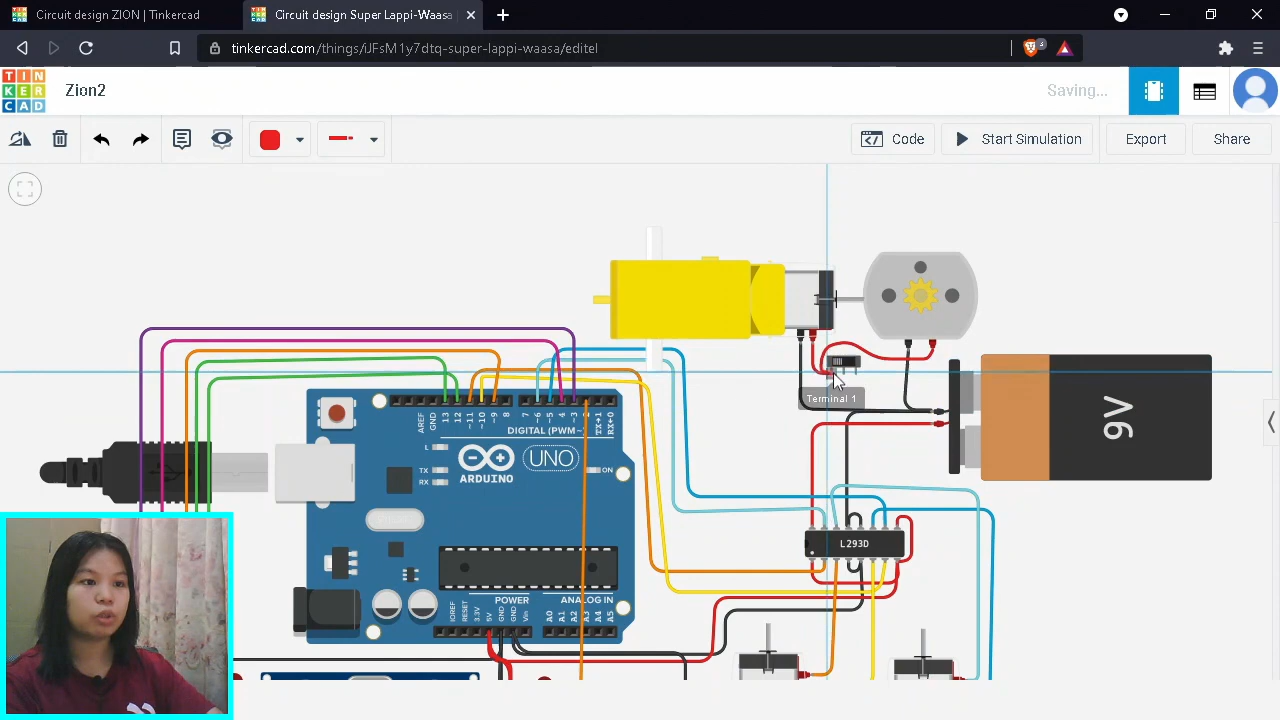 Circuit design ZION | Tinkercad
Circuit design Super Lappi-Waasa
tinkercad.com/things/iJFsM1y7dtq-super-lappi-waasa/editel
3
TIN
KER
CAD
Zion2
Saving...
Code
Start Simulation
Export
Share
Terminal 1
9V
AREF
GND
13
12
~11
~10
~9
8
7
~6
~5
4
~3
TX→1
RX←0
DIGITAL (PWM~)
L
TX
RX
UNO
ON
ARDUINO
L293D
POWER
ANALOG IN
IOREF
RESET
3.3V
5V
GND
GND
Vin
A0
A1
A2
A3
A4
A5